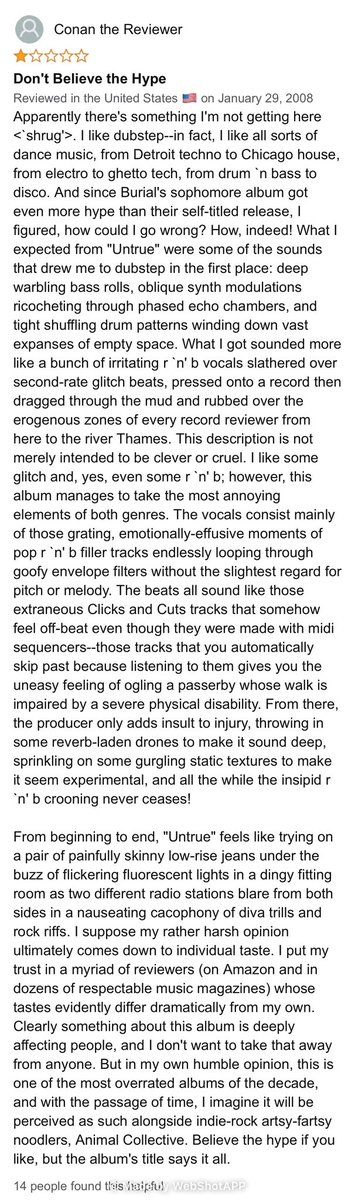 Conan the Reviewer
Don't Believe the Hype
Reviewed in the United States 🇺🇸 on January 29, 2008
Apparently there's something I'm not getting here
<`shrug'>. I like dubstep--in fact, I like all sorts of
dance music, from Detroit techno to Chicago house,
from electro to ghetto tech, from drum `n bass to
disco. And since Burial's sophomore album got
even more hype than their self-titled release, I
figured, how could I go wrong? How, indeed! What I
expected from "Untrue" were some of the sounds
that drew me to dubstep in the first place: deep
warbling bass rolls, oblique synth modulations
ricocheting through phased echo chambers, and
tight shuffling drum patterns winding down vast
expanses of empty space. What I got sounded more
like a bunch of irritating r `n' b vocals slathered over
second-rate glitch beats, pressed onto a record then
dragged through the mud and rubbed over the
erogenous zones of every record reviewer from
here to the river Thames. This description is not
merely intended to be clever or cruel. I like some
glitch and, yes, even some r `n' b; however, this
album manages to take the most annoying
elements of both genres. The vocals consist mainly
of those grating, emotionally-effusive moments of
pop r `n' b filler tracks endlessly looping through
goofy envelope filters without the slightest regard for
pitch or melody. The beats all sound like those
extraneous Clicks and Cuts tracks that somehow
feel off-beat even though they were made with midi
sequencers--those tracks that you automatically
skip past because listening to them gives you the
uneasy feeling of ogling a passerby whose walk is
impaired by a severe physical disability. From there,
the producer only adds insult to injury, throwing in
some reverb-laden drones to make it sound deep,
sprinkling on some gurgling static textures to make
it seem experimental, and all the while the insipid r
`n' b crooning never ceases!
From beginning to end, "Untrue" feels like trying on
a pair of painfully skinny low-rise jeans under the
buzz of flickering fluorescent lights in a dingy fitting
room as two different radio stations blare from both
sides in a nauseating cacophony of diva trills and
rock riffs. I suppose my rather harsh opinion
ultimately comes down to individual taste. I put my
trust in a myriad of reviewers (on Amazon and in
dozens of respectable music magazines) whose
tastes evidently differ dramatically from my own.
Clearly something about this album is deeply
affecting people, and I don't want to take that away
from anyone. But in my own humble opinion, this is
one of the most overrated albums of the decade,
and with the passage of time, I imagine it will be
perceived as such alongside indie-rock artsy-fartsy
noodlers, Animal Collective. Believe the hype if you
like, but the album's title says it all.
14 people found this helpful
WebShotAPP